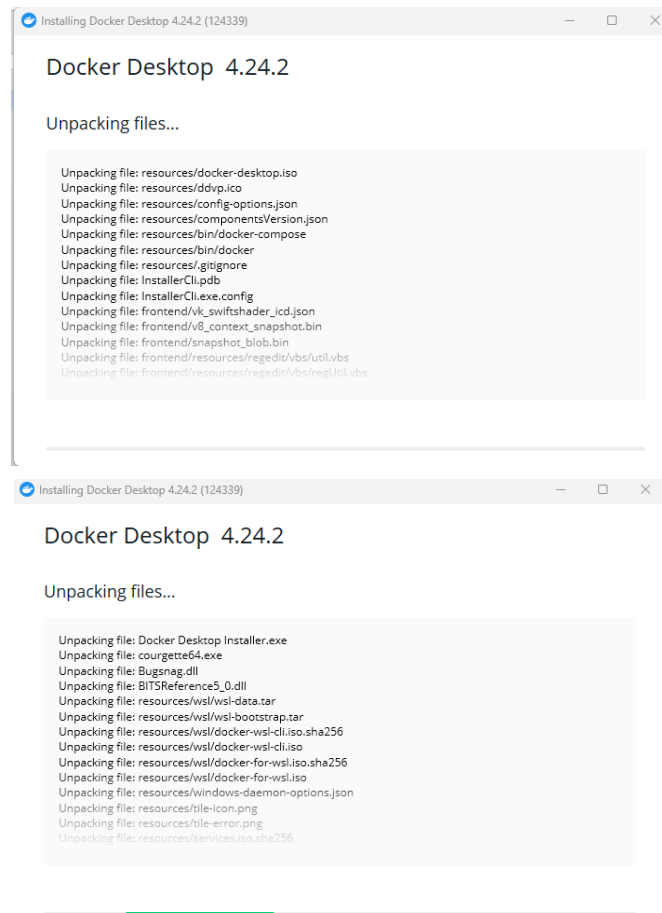 Installing Docker Desktop 4.24.2 (124339)
Docker Desktop 4.24.2
Unpacking files...
Unpacking file: resources/docker-desktop.iso
Unpacking file: resources/ddvp.ico
Unpacking file: resources/config-options.json
Unpacking file: resources/componentsVersion.json
Unpacking file: resources/bin/docker-compose
Unpacking file: resources/bin/docker
Unpacking file: resources/.gitignore
Unpacking file: InstallerCli.pdb
Unpacking file: InstallerCli.exe.config
Unpacking file: frontend/vk_swiftshader_icd.json
Unpacking file: frontend/v8_context_snapshot.bin
Unpacking file: frontend/snapshot_blob.bin
Unpacking file: frontend/resources/regedit/vbs/util.vbs
Unpacking file: frontend/resources/regedit/vbs/regUtil.vbs
Installing Docker Desktop 4.24.2 (124339)
Docker Desktop 4.24.2
Unpacking files...
Unpacking file: Docker Desktop Installer.exe
Unpacking file: courgette64.exe
Unpacking file: Bugsnag.dll
Unpacking file: BITSReference5_0.dll
Unpacking file: resources/wsl/wsl-data.tar
Unpacking file: resources/wsl/wsl-bootstrap.tar
Unpacking file: resources/wsl/docker-wsl-cli.iso.sha256
Unpacking file: resources/wsl/docker-wsl-cli.iso
Unpacking file: resources/wsl/docker-for-wsl.iso.sha256
Unpacking file: resources/wsl/docker-for-wsl.iso
Unpacking file: resources/windows-daemon-options.json
Unpacking file: resources/tile-icon.png
Unpacking file: resources/tile-error.png
Unpacking file: resources/services.iso.sha256